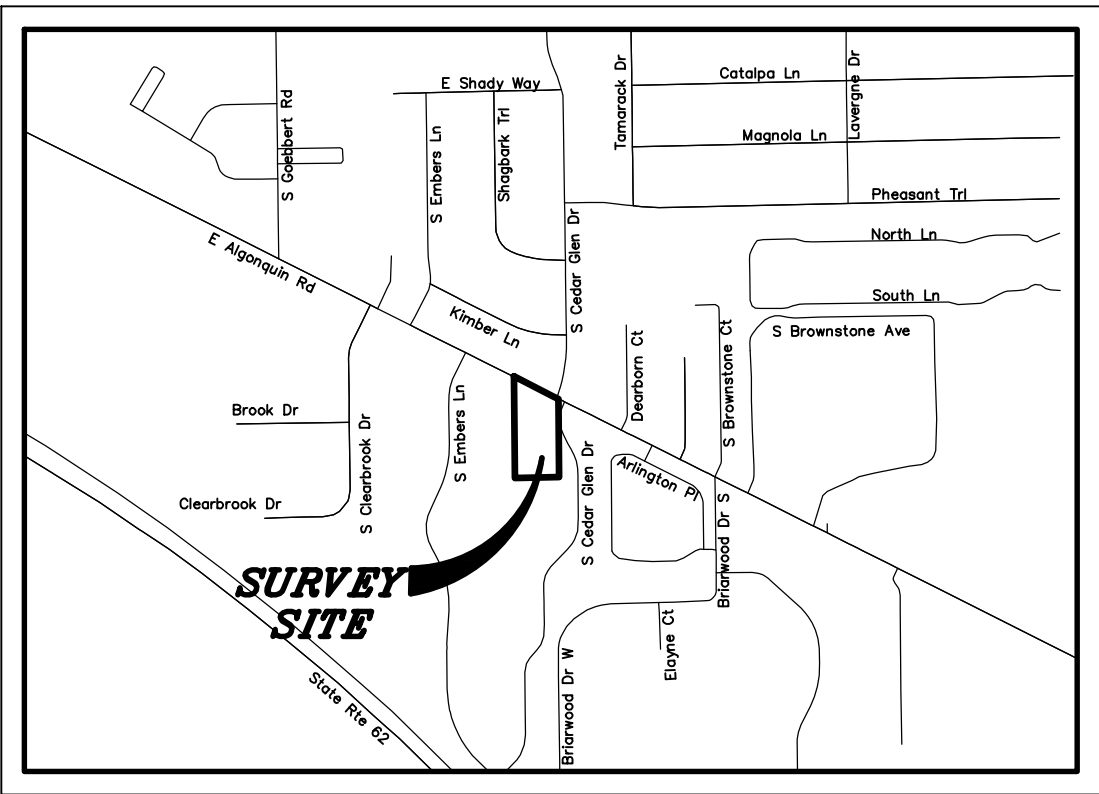 Catalpa Ln
E Shady Way
Tamarack Dr
Lavergne Dr
S Goebbert Rd
S Embers Ln
Shagbark Trl
Magnola Ln
Pheasant Trl
North Ln
E Algonquin Rd
S Cedar Glen Dr
South Ln
Kimber Ln
S Brownstone Ave
Dearborn Ct
S Brownstone Ct
Brook Dr
S Clearbrook Dr
S Embers Ln
S Cedar Glen Dr
Arlington Pl
Clearbrook Dr
Briarwood Dr S
SURVEY
SITE
Elayne Ct
Briarwood Dr W
State Rte 62